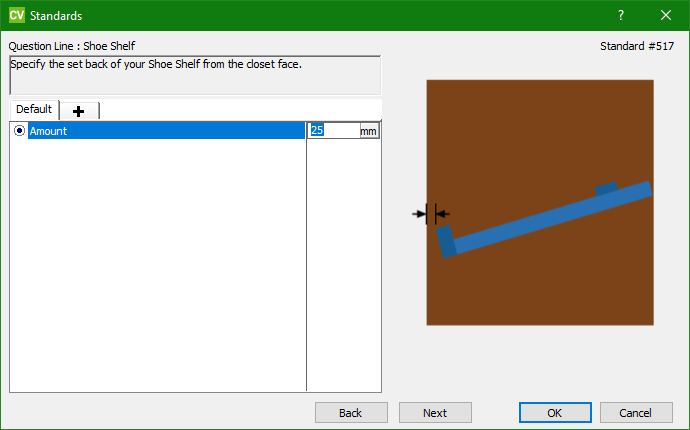 CV Standards ? ×
Question Line : Shoe Shelf Standard #517
Specify the set back of your Shoe Shelf from the closet face.
Default +
Amount 25 mm
Back Next OK Cancel